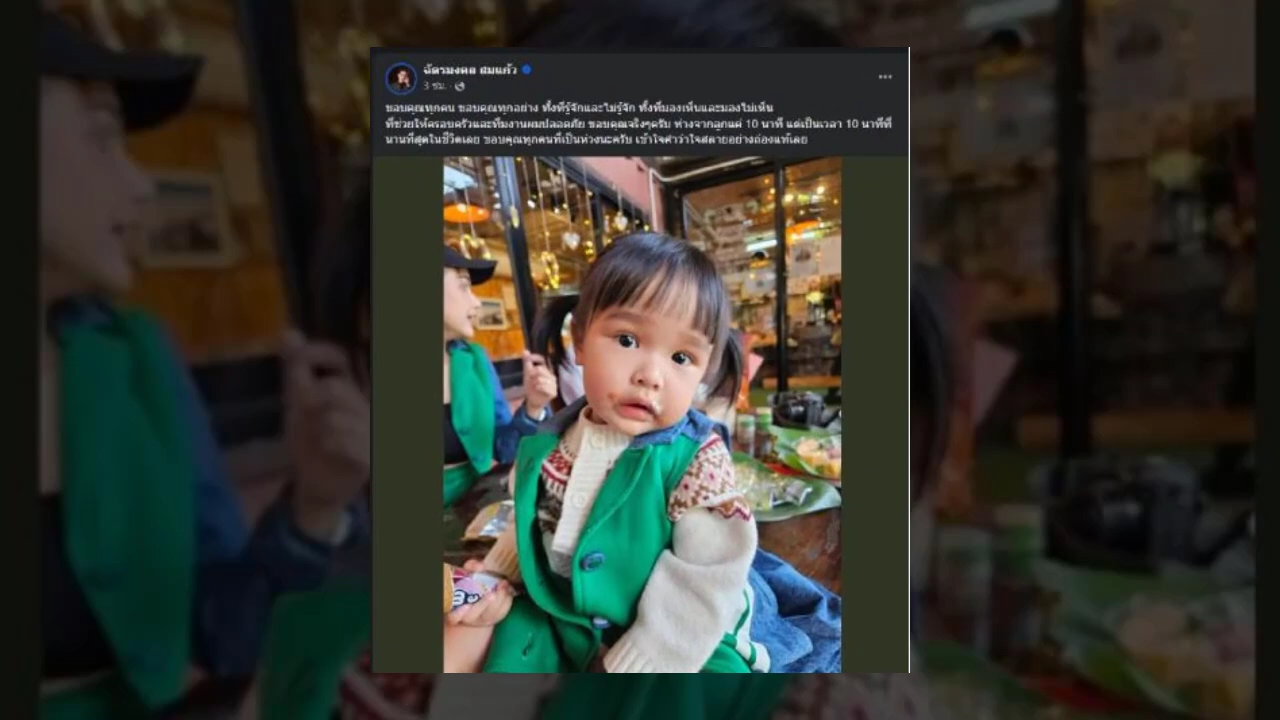 ฉัตรมงคล สมแก้ว
3 ชม.
ขอบคุณทุกคน ขอบคุณทุกอย่าง ทั้งที่รู้จักและไม่รู้จัก ทั้งที่มองเห็นและมองไม่เห็น
ที่ช่วยให้ครอบครัวและทีมงานผมปลอดภัย ขอบคุณจริงๆครับ ห่างจากลูกแค่ 10 นาที แต่เป็นเวลา 10 นาทีที่
นานที่สุดในชีวิตเลย ขอบคุณทุกคนที่เป็นห่วงนะครับ เข้าใจคำว่าใจสลายอย่างถ่องแท้เลย